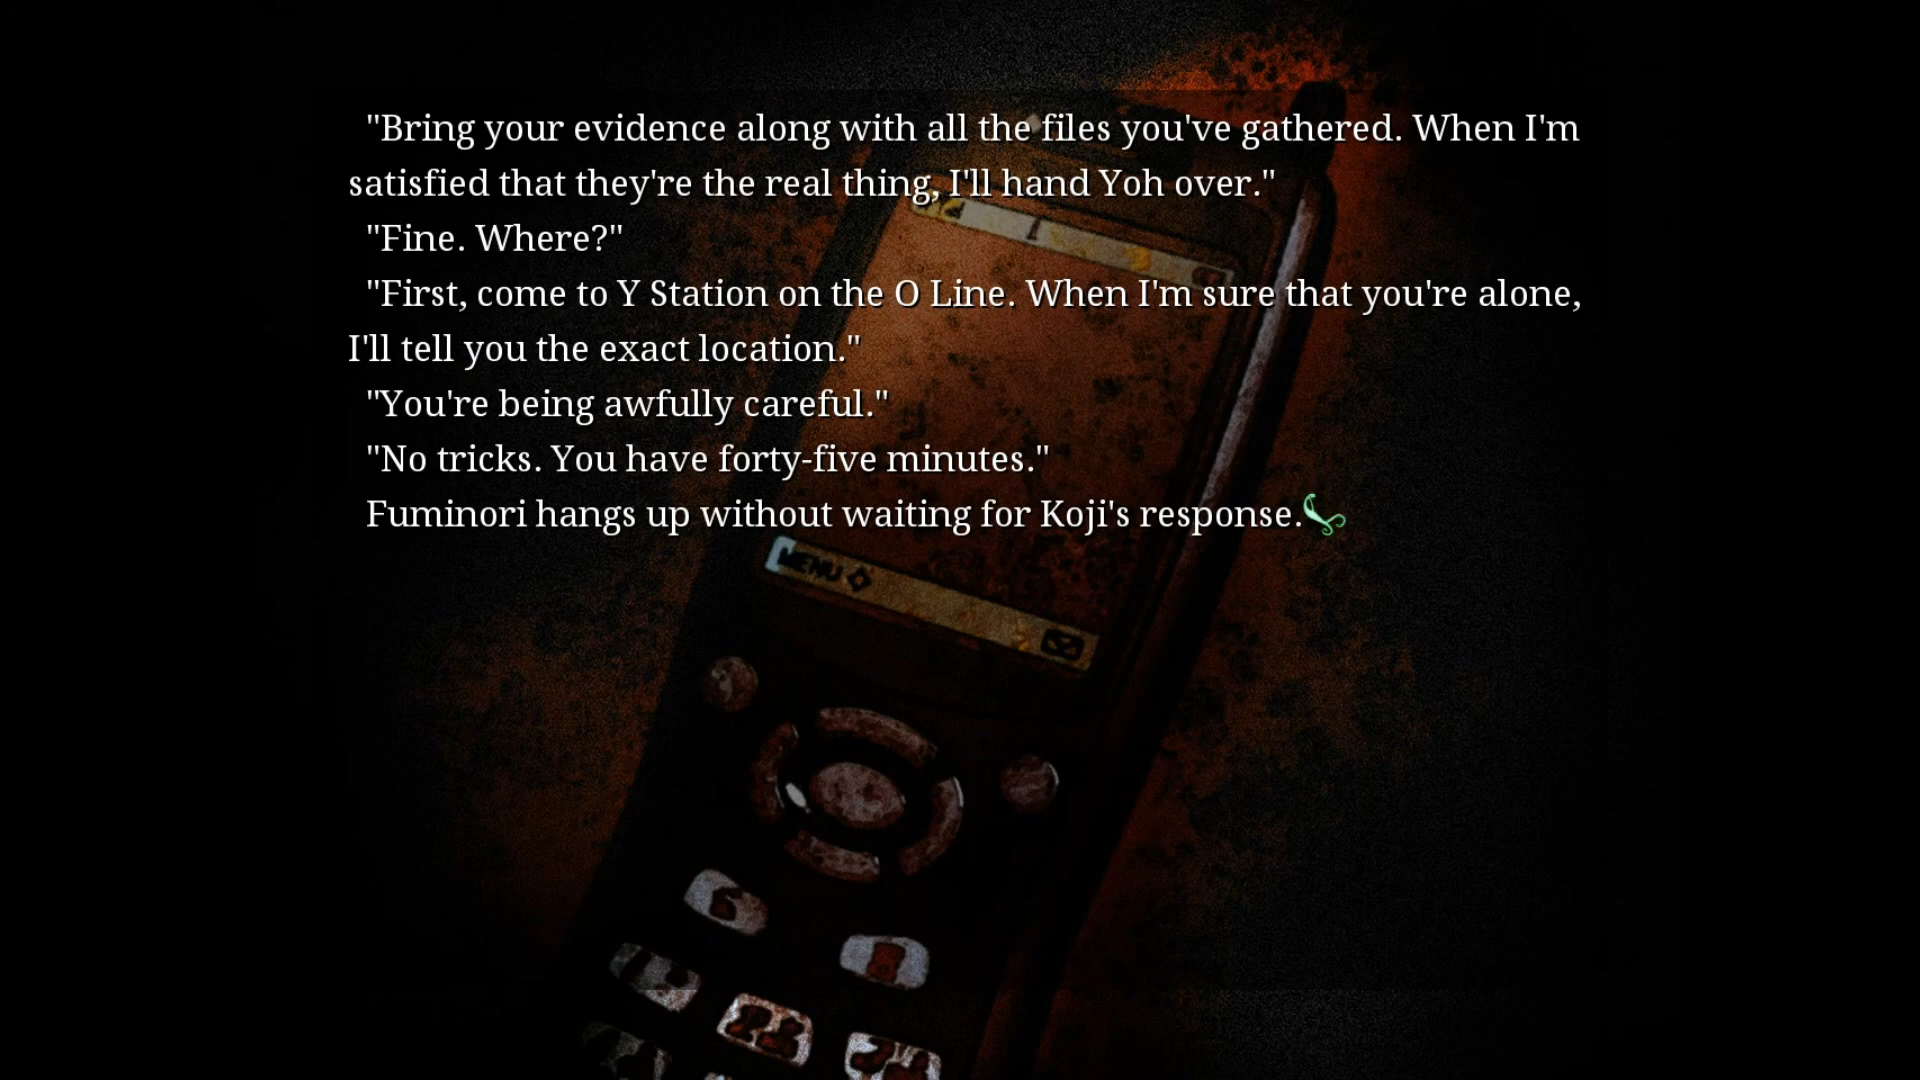 "Bring your evidence along with all the files you've gathered. When I'm
satisfied that they're the real thing, I'll hand Yoh over."
"Fine. Where?"
"First, come to Y Station on the O Line. When I'm sure that you're alone,
I'll tell you the exact location."
"You're being awfully careful."
"No tricks. You have forty-five minutes."
Fuminori hangs up without waiting for Koji's response.
MENU